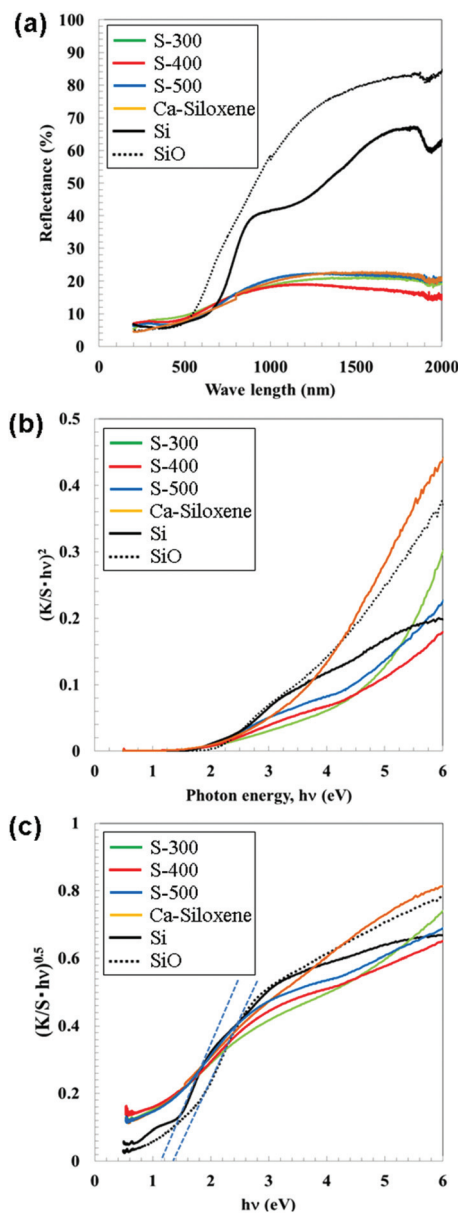 (a)
S-300
S-400
S-500
Ca-Siloxene
Si
SiO
Reflectance (%)
100
90
80
70
60
50
40
30
20
10
0
0 500 1000 1500 2000
Wave length (nm)
(b)
S-300
S-400
S-500
Ca-Siloxene
Si
SiO
(K/S·hν)²
0.5
0.4
0.3
0.2
0.1
0
0 1 2 3 4 5 6
Photon energy, hν (eV)
(c)
S-300
S-400
S-500
Ca-Siloxene
Si
SiO
(K/S·hν)⁰·⁵
1
0.8
0.6
0.4
0.2
0
0 1 2 3 4 5 6
hν (eV)